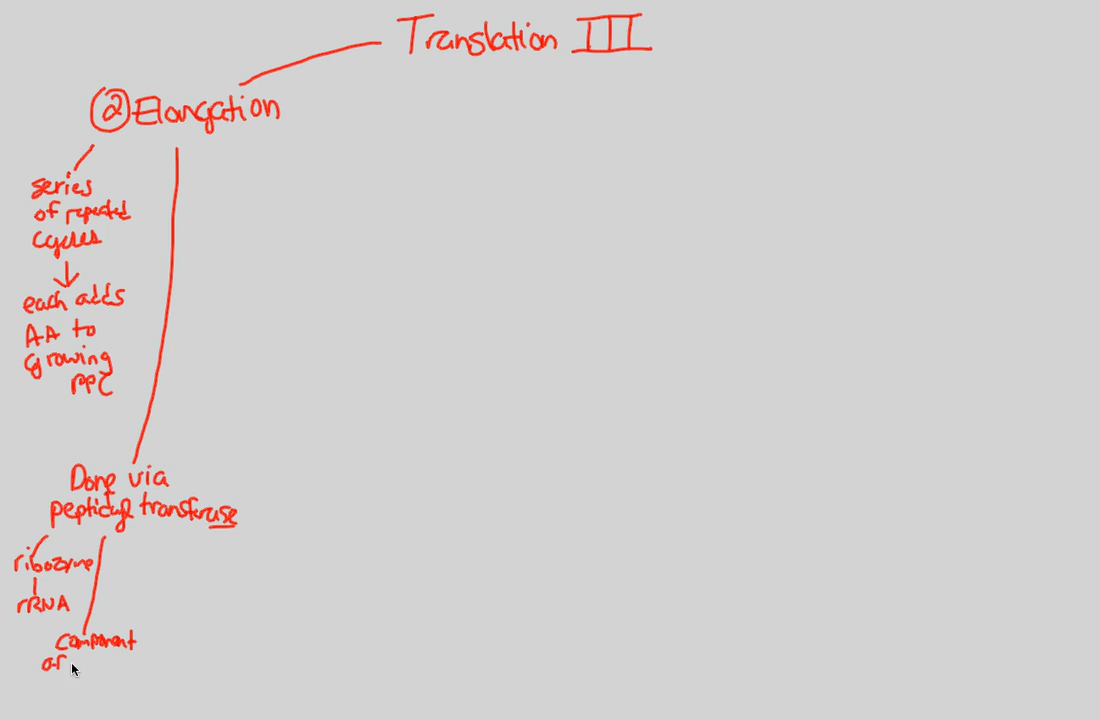 Translation III
② Elongation
series
of repeated
cycles
each adds
AA to
growing
PPC
Done via
peptidyl transferase
ribozyme
rRNA
component
of